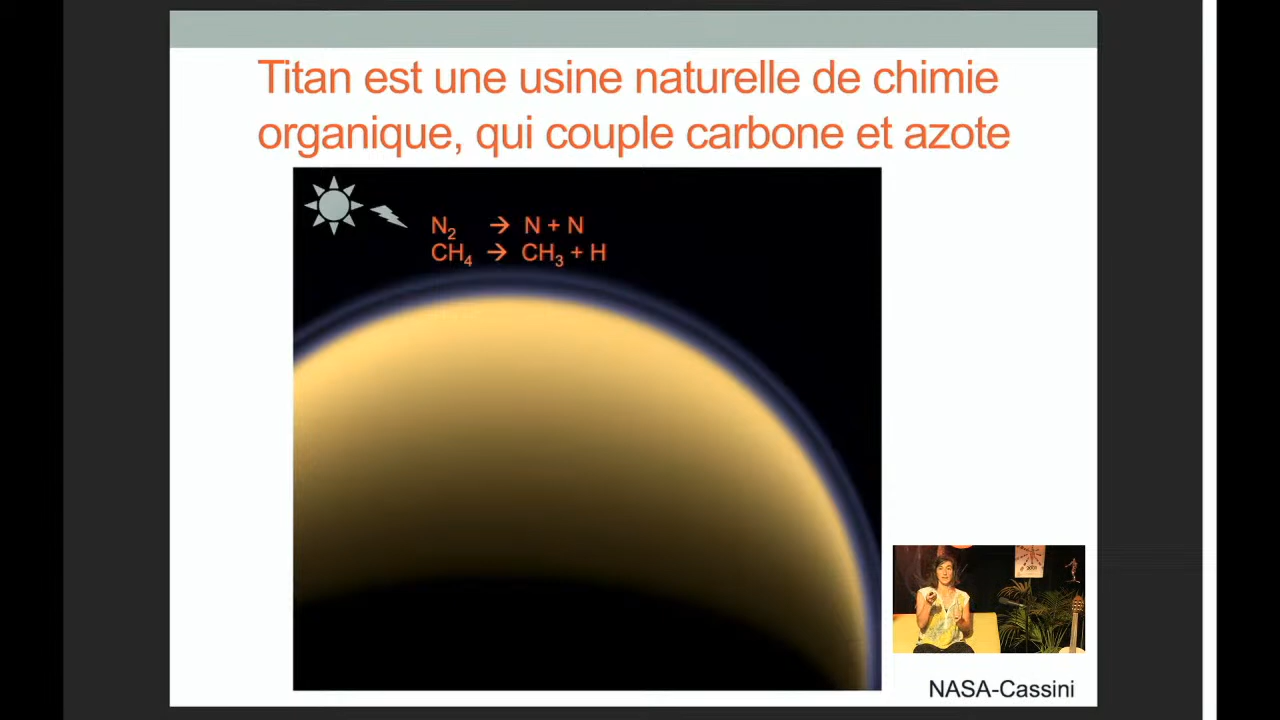 Titan est une usine naturelle de chimie
organique, qui couple carbone et azote
N₂ → N + N
CH₄ → CH₃ + H
NASA-Cassini